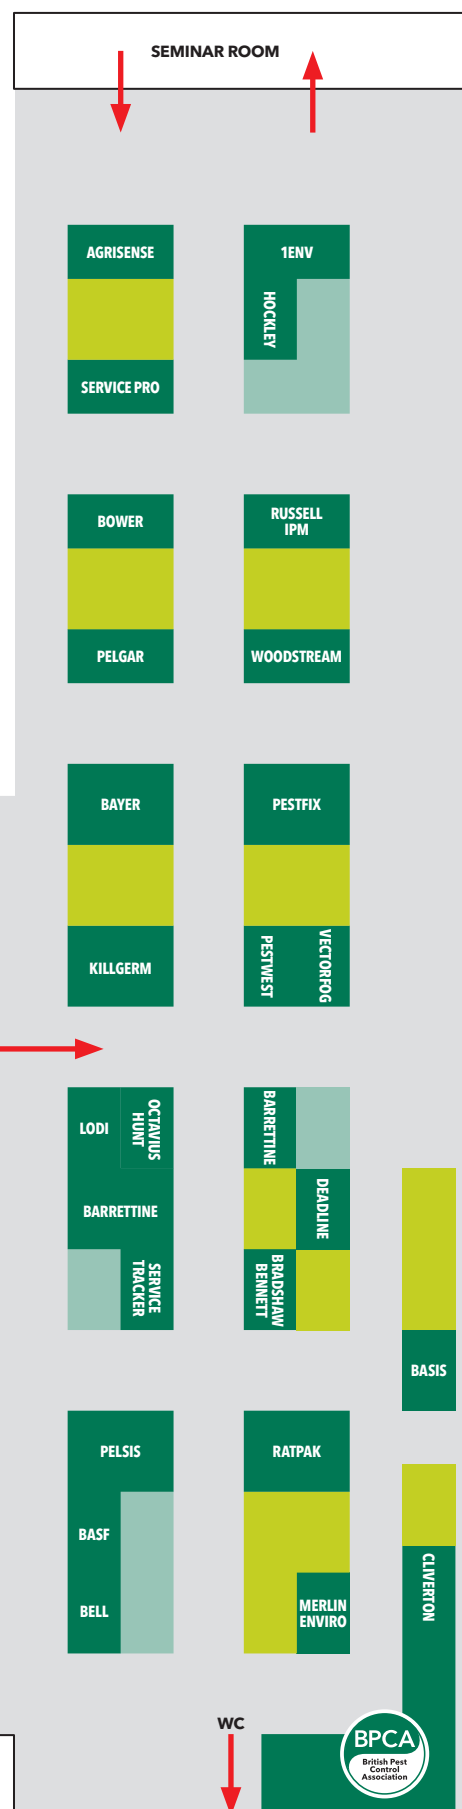 SEMINAR ROOM
AGRISENSE
1ENV
HOCKLEY
SERVICE PRO
BOWER
RUSSELL
IPM
PELGAR
WOODSTREAM
BAYER
PESTFIX
KILLGERM
PESTWEST
VECTORFOG
LODI
OCTAVIUS
HUNT
BARRETTINE
BARRETTINE
DEADLINE
SERVICE
TRACKER
BRADSHAW
BENNETT
BASIS
PELSIS
RATPAK
BASF
CLIVERTON
BELL
MERLIN
ENVIRO
WC
BPCA
British Pest
Control
Association